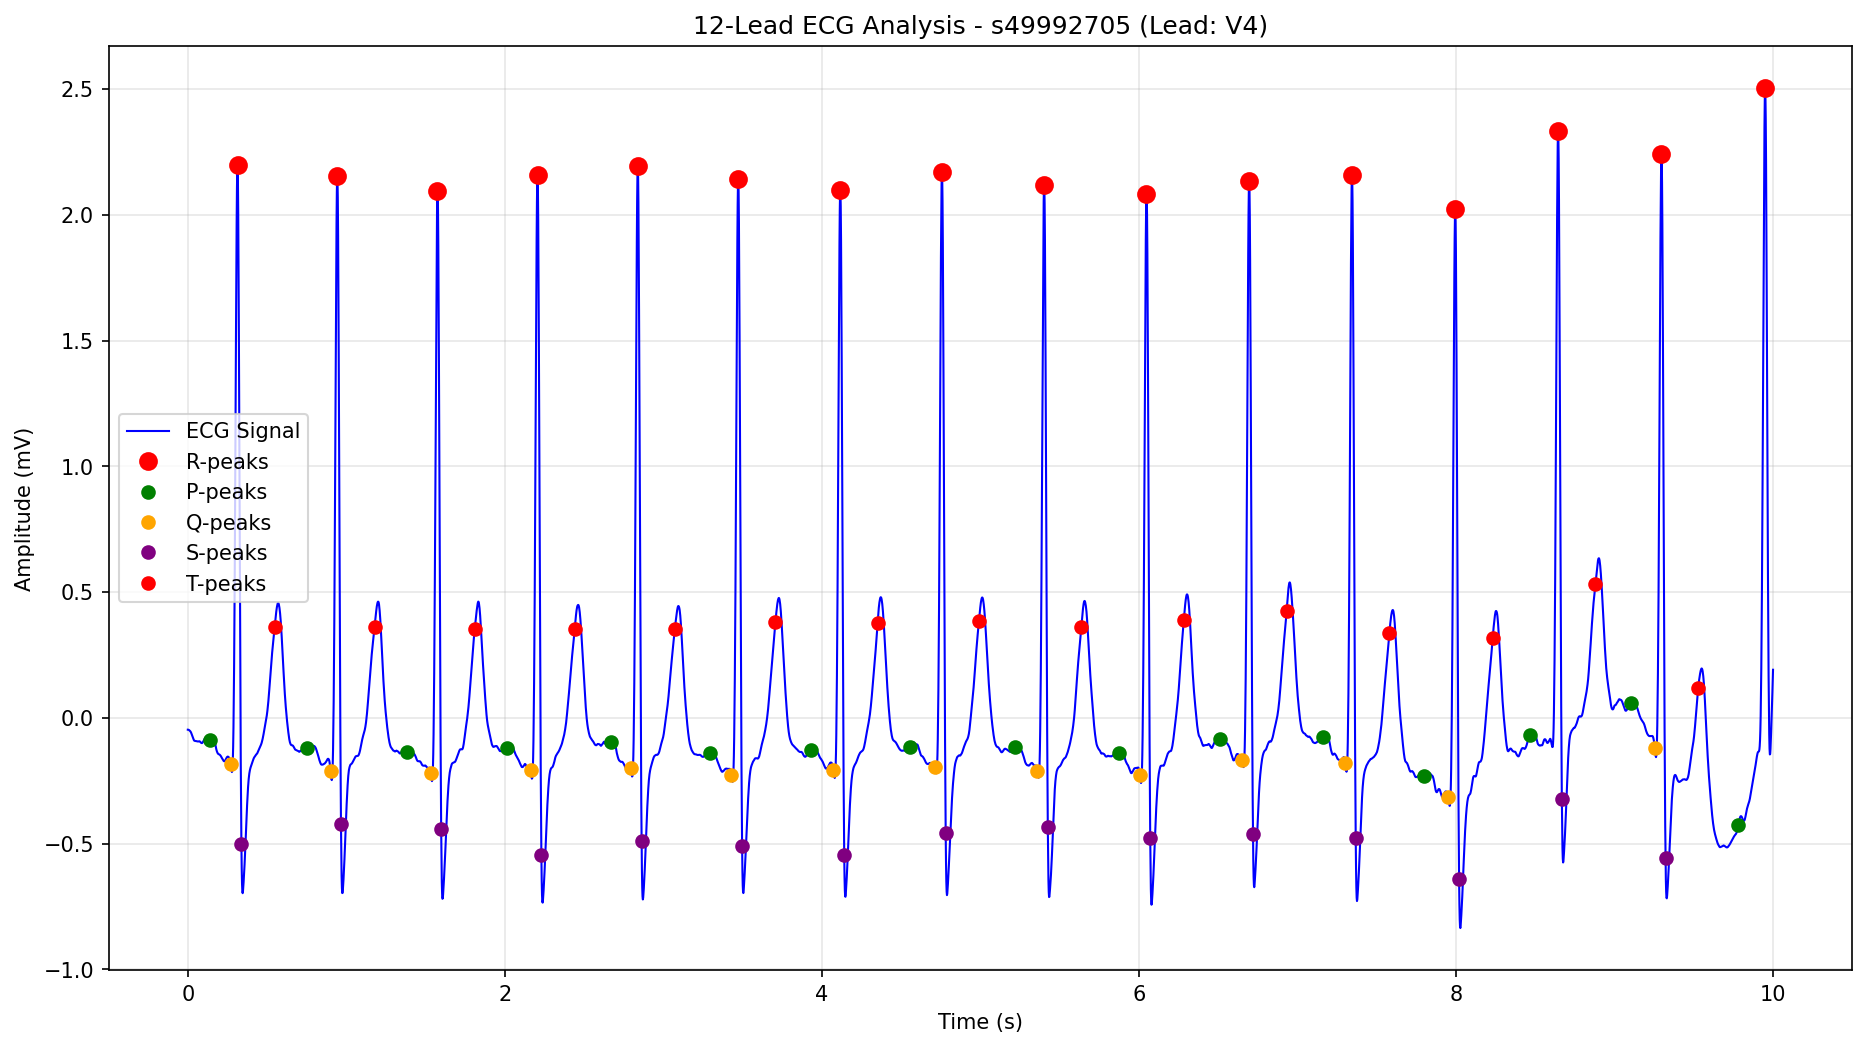 12-Lead ECG Analysis - s49992705 (Lead: V4)
Amplitude (mV)
2.5
2.0
1.5
1.0
0.5
0.0
−0.5
−1.0
ECG Signal
R-peaks
P-peaks
Q-peaks
S-peaks
T-peaks
0 2 4 6 8 10
Time (s)